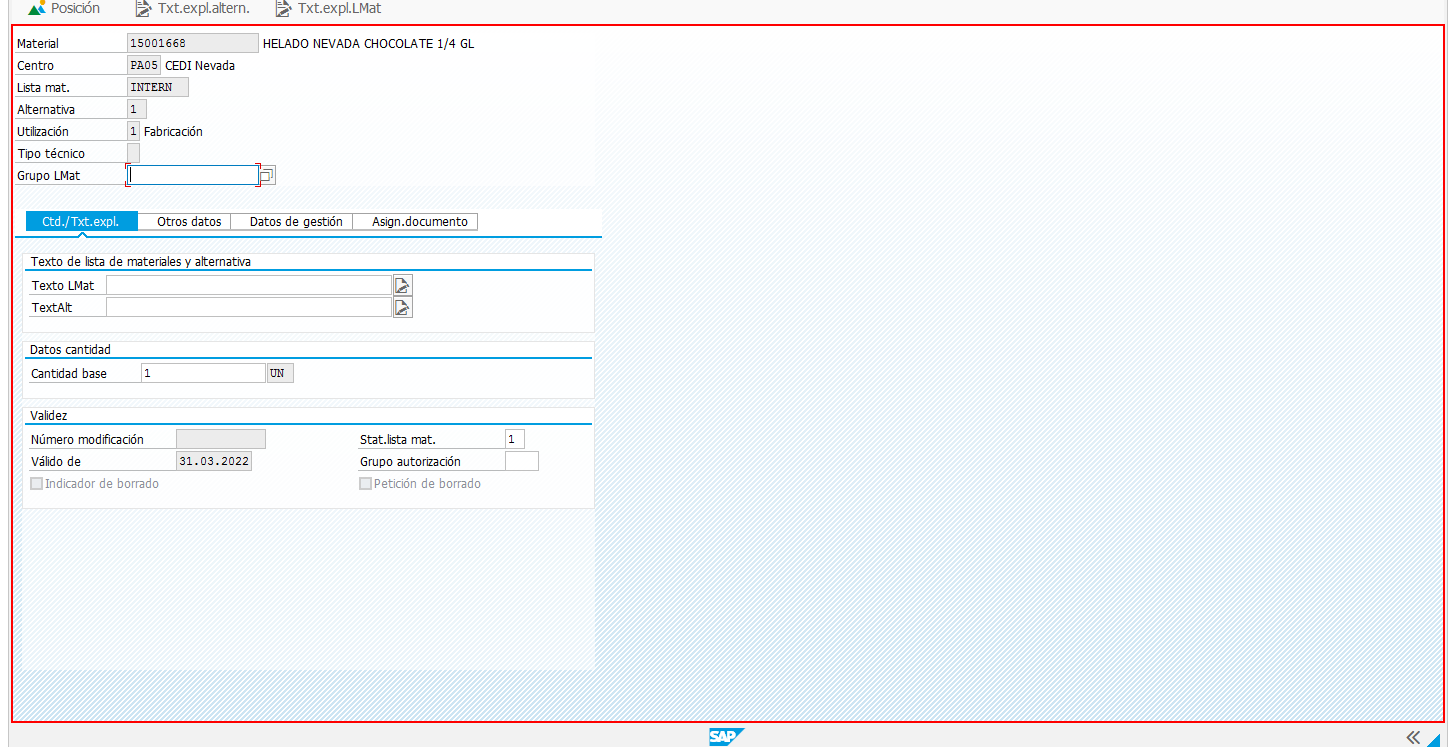 Posición Txt.expl.altern. Txt.expl.LMat
Material 15001668 HELADO NEVADA CHOCOLATE 1/4 GL
Centro PA05 CEDI Nevada
Lista mat. INTERN
Alternativa 1
Utilización 1 Fabricación
Tipo técnico
Grupo LMat
Ctd./Txt.expl. Otros datos Datos de gestión Asign.documento
Texto de lista de materiales y alternativa
Texto LMat
TextAlt
Datos cantidad
Cantidad base 1 UN
Validez
Número modificación Stat.lista mat. 1
Válido de 31.03.2022 Grupo autorización
Indicador de borrado Petición de borrado
SAP